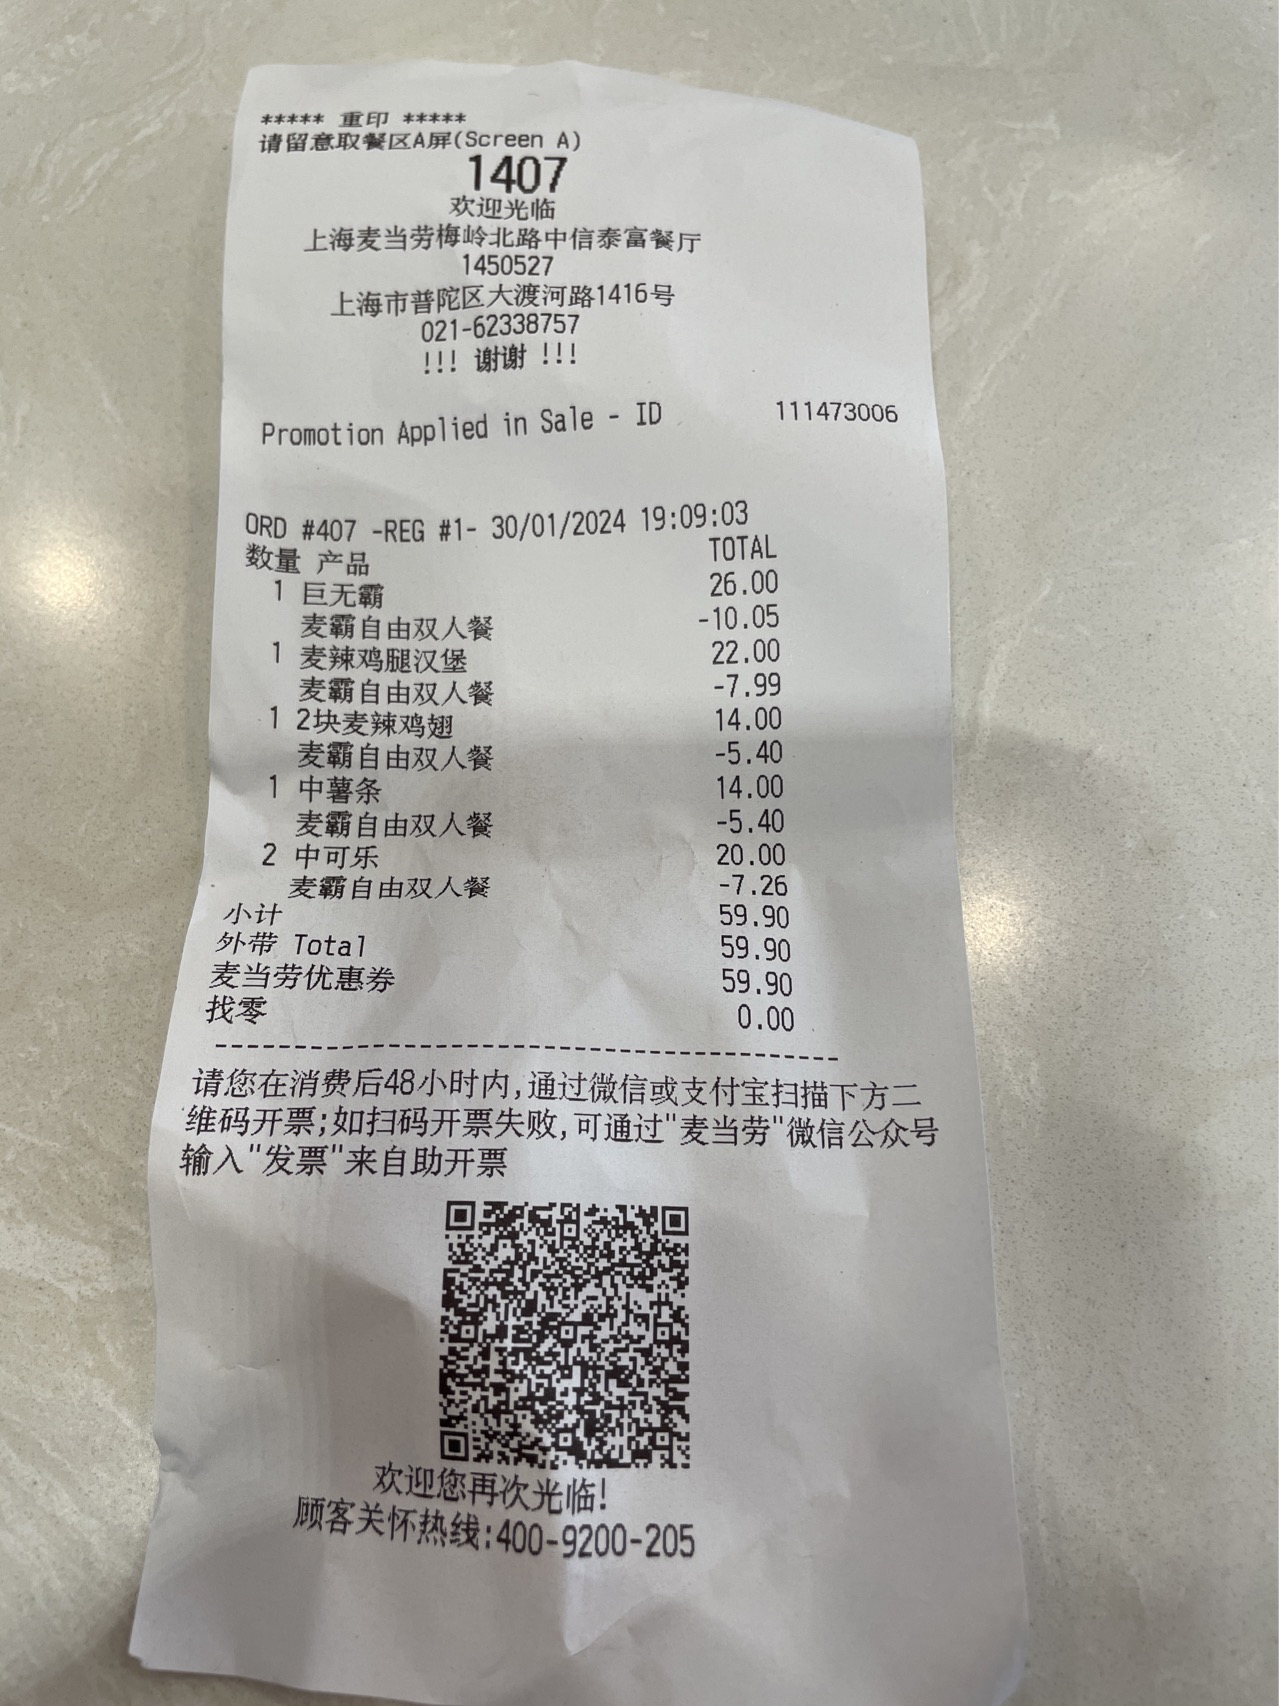 ***** 重印 *****
请留意取餐区A屏(Screen A)
1407
欢迎光临
上海麦当劳梅岭北路中信泰富餐厅
1450527
上海市普陀区大渡河路1416号
021-62338757
!!! 谢谢 !!!
Promotion Applied in Sale - ID 111473006
ORD #407 -REG #1- 30/01/2024 19:09:03
数量 产品 TOTAL
1 巨无霸 26.00
麦霸自由双人餐 -10.05
1 麦辣鸡腿汉堡 22.00
麦霸自由双人餐 -7.99
1 2块麦辣鸡翅 14.00
麦霸自由双人餐 -5.40
1 中薯条 14.00
麦霸自由双人餐 -5.40
2 中可乐 20.00
麦霸自由双人餐 -7.26
小计 59.90
外带 Total 59.90
麦当劳优惠券 59.90
找零 0.00
请您在消费后48小时内,通过微信或支付宝扫描下方二
维码开票;如扫码开票失败,可通过"麦当劳"微信公众号
输入"发票"来自助开票
欢迎您再次光临!
顾客关怀热线:400-9200-205